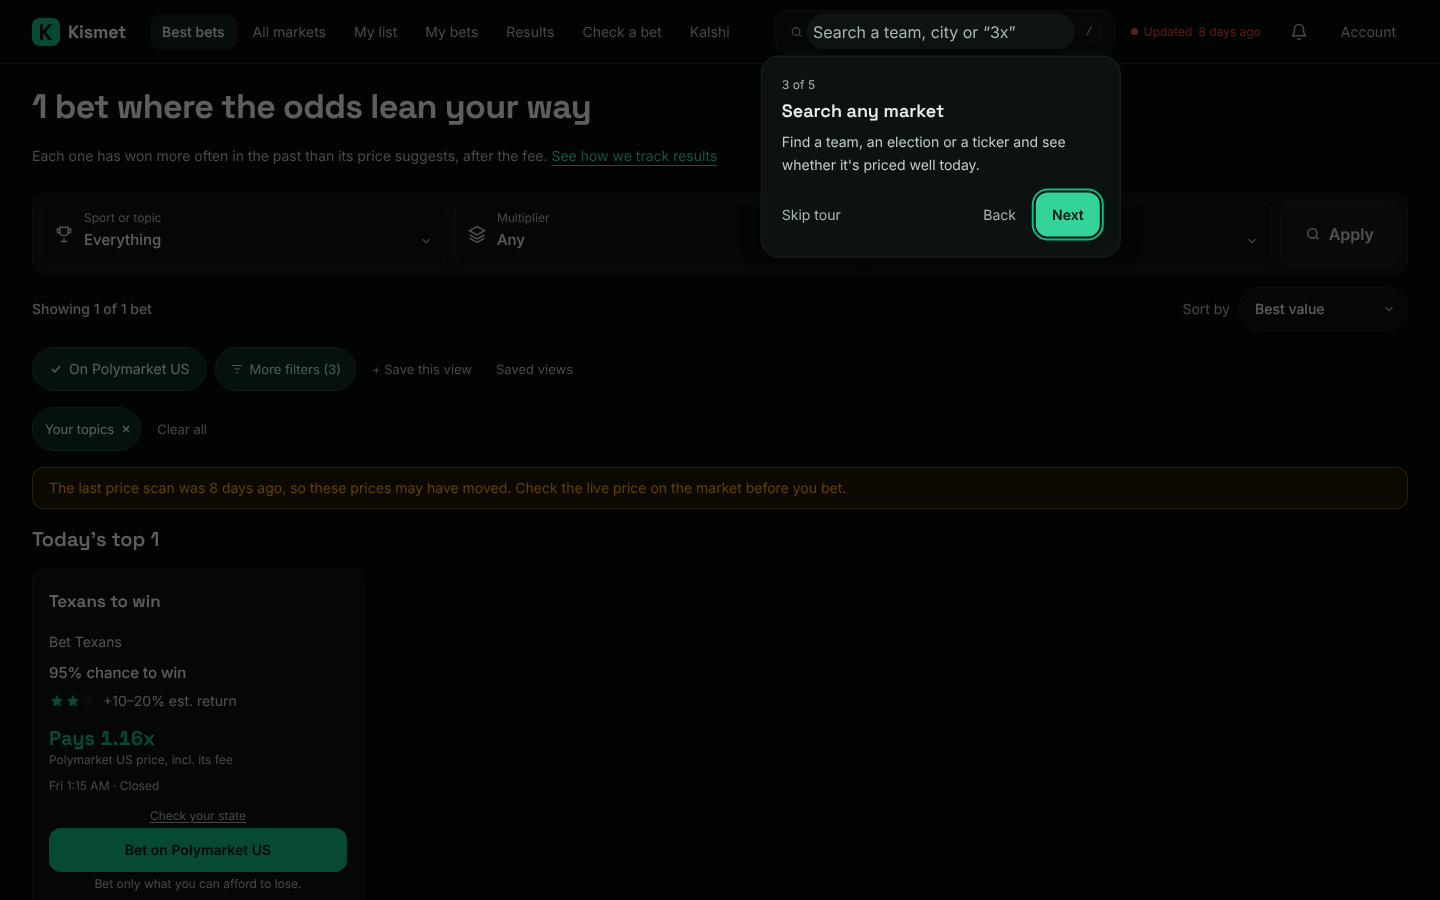 K Kismet
Best bets
All markets
My list
My bets
Results
Check a bet
Kalshi
Search a team, city or “3x”
/
Updated 8 days ago
Account
3 of 5
Search any market
Find a team, an election or a ticker and see
whether it's priced well today.
Skip tour
Back
Next
1 bet where the odds lean your way
Each one has won more often in the past than its price suggests, after the fee. See how we track results
Sport or topic
Everything
Multiplier
Any
Apply
Showing 1 of 1 bet
Sort by
Best value
On Polymarket US
More filters (3)
+ Save this view
Saved views
Your topics ×
Clear all
The last price scan was 8 days ago, so these prices may have moved. Check the live price on the market before you bet.
Today’s top 1
Texans to win
Bet Texans
95% chance to win
+10–20% est. return
Pays 1.16x
Polymarket US price, incl. its fee
Fri 1:15 AM · Closed
Check your state
Bet on Polymarket US
Bet only what you can afford to lose.